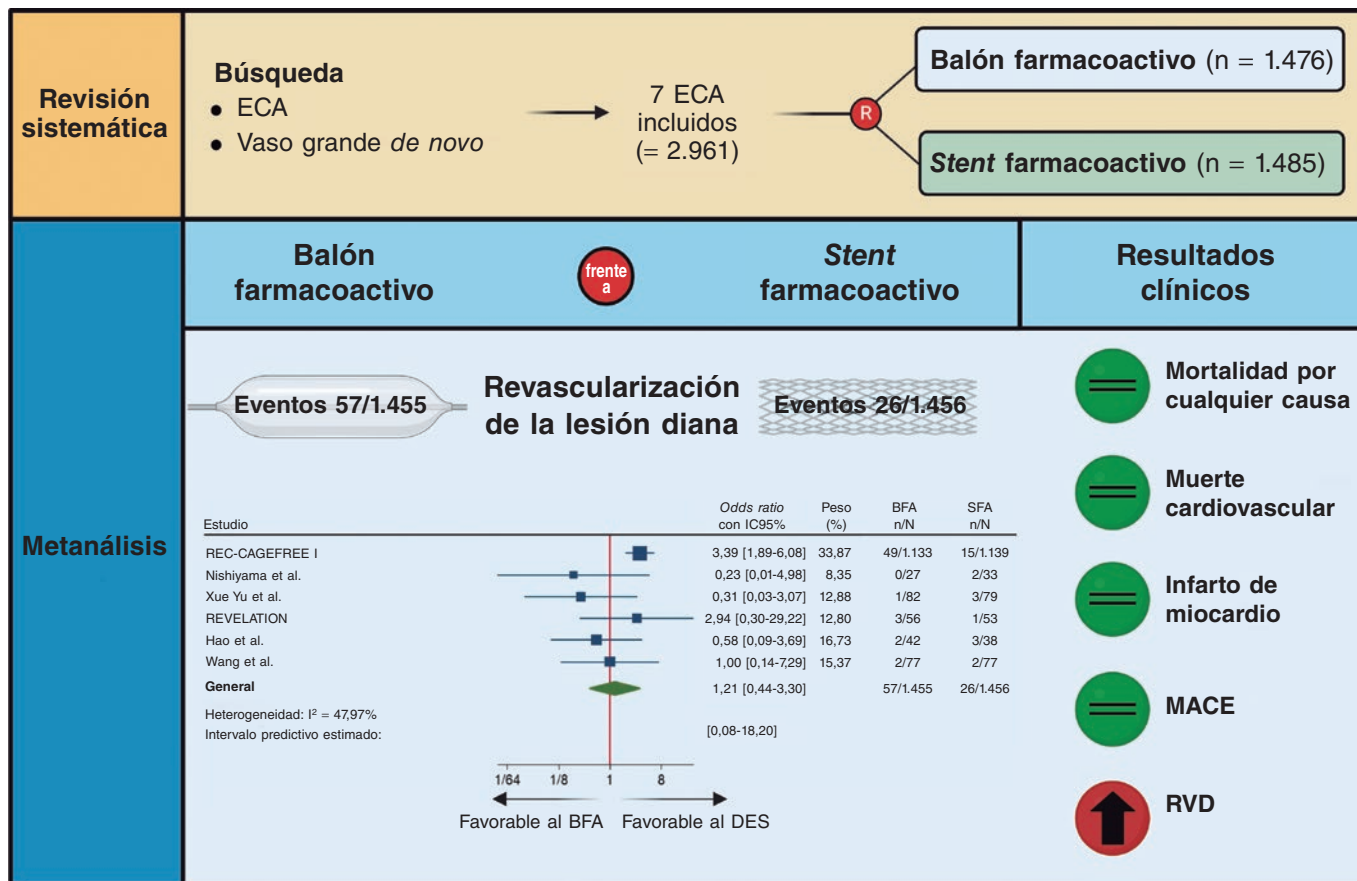 Revisión
sistemática
Búsqueda
● ECA
● Vaso grande de novo
7 ECA
incluidos
(= 2.961)
R
Balón farmacoactivo (n = 1.476)
Stent farmacoactivo (n = 1.485)
Metanálisis
Balón
farmacoactivo
frente
a
Stent
farmacoactivo
Resultados
clínicos
Eventos 57/1.455
Revascularización
de la lesión diana
Eventos 26/1.456
Estudio Odds ratio con IC95% Peso (%) BFA n/N SFA n/N
REC-CAGEFREE I 3,39 [1,89-6,08] 33,87 49/1.133 15/1.139
Nishiyama et al. 0,23 [0,01-4,98] 8,35 0/27 2/33
Xue Yu et al. 0,31 [0,03-3,07] 12,88 1/82 3/79
REVELATION 2,94 [0,30-29,22] 12,80 3/56 1/53
Hao et al. 0,58 [0,09-3,69] 16,73 2/42 3/38
Wang et al. 1,00 [0,14-7,29] 15,37 2/77 2/77
General 1,21 [0,44-3,30] 57/1.455 26/1.456
Heterogeneidad: I² = 47,97%
Intervalo predictivo estimado: [0,08-18,20]
1/64 1/8 1 8
Favorable al BFA Favorable al DES
Mortalidad por
cualquier causa
Muerte
cardiovascular
Infarto de
miocardio
MACE
RVD